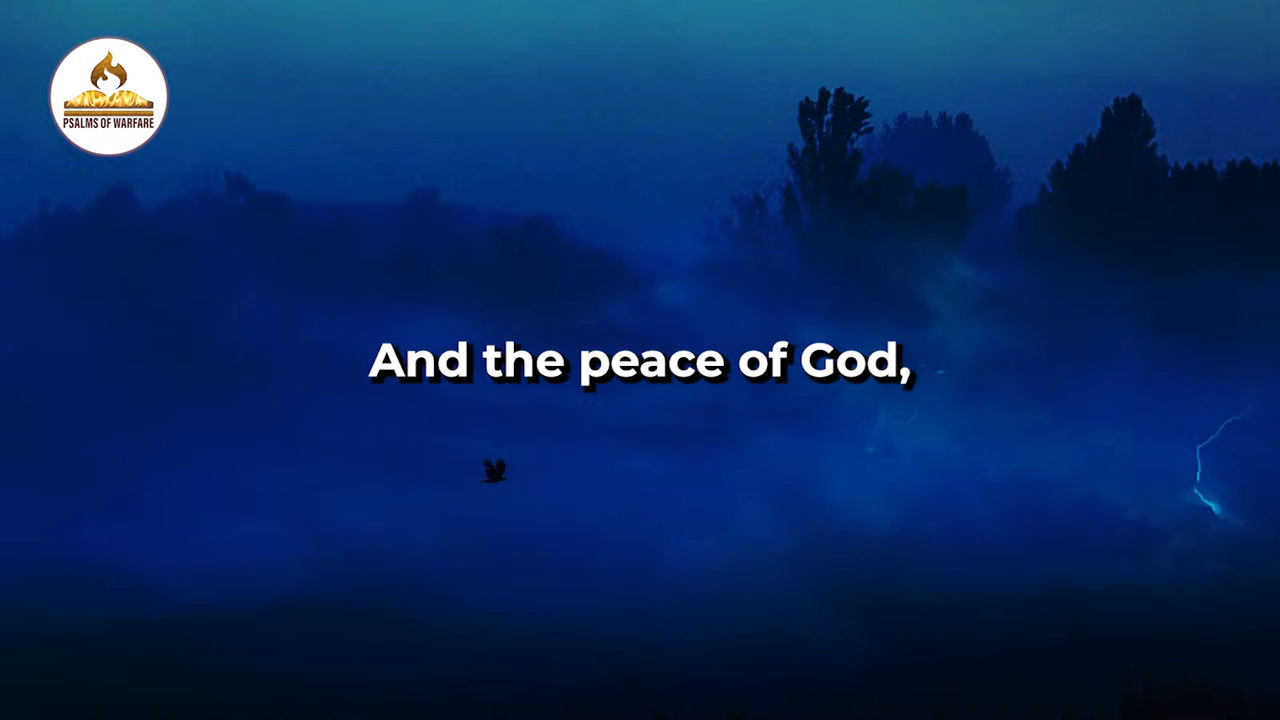 PSALMS OF WARFARE
And the peace of God,